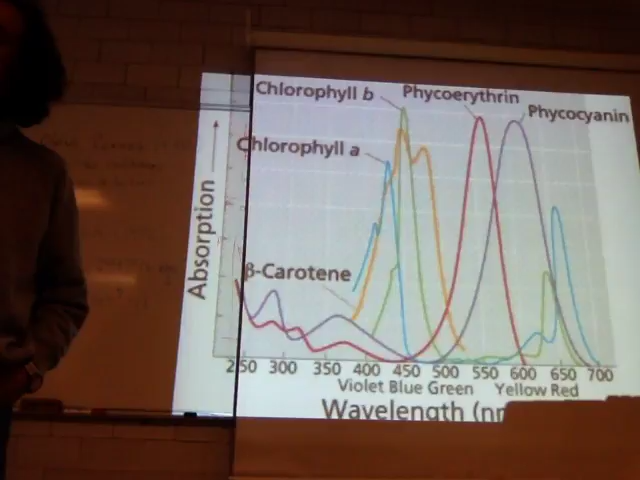 Chlorophyll b Phycoerythrin
Phycocyanin
Chlorophyll a
Absorption
β-Carotene
250 300 350 400 450 500 550 600 650 700
Violet Blue Green Yellow Red
Wavelength (n